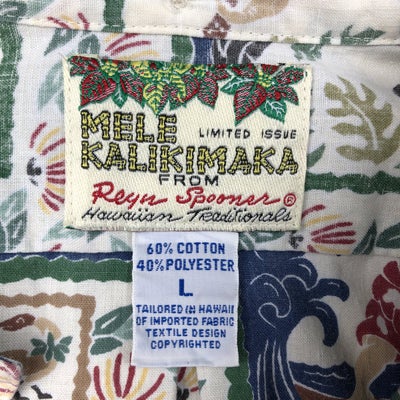 MELE LIMITED ISSUE
KALIKIMAKA
FROM
Reyn Spooner®
Hawaiian Traditionals
60% COTTON
40% POLYESTER
L
TAILORED IN HAWAII
OF IMPORTED FABRIC
TEXTILE DESIGN
COPYRIGHTED